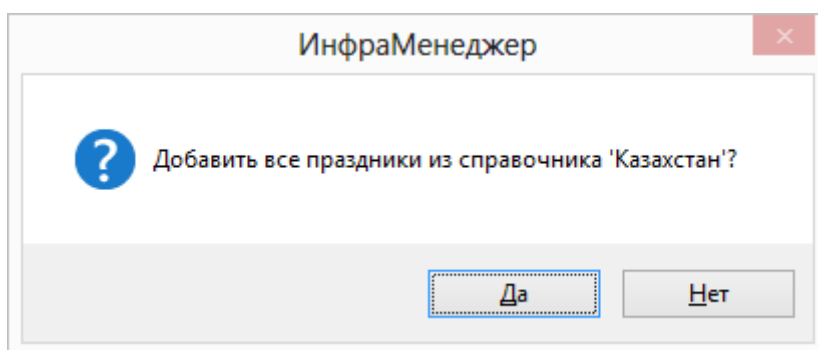 ИнфраМенеджер
Добавить все праздники из справочника 'Казахстан'?
Да
Нет